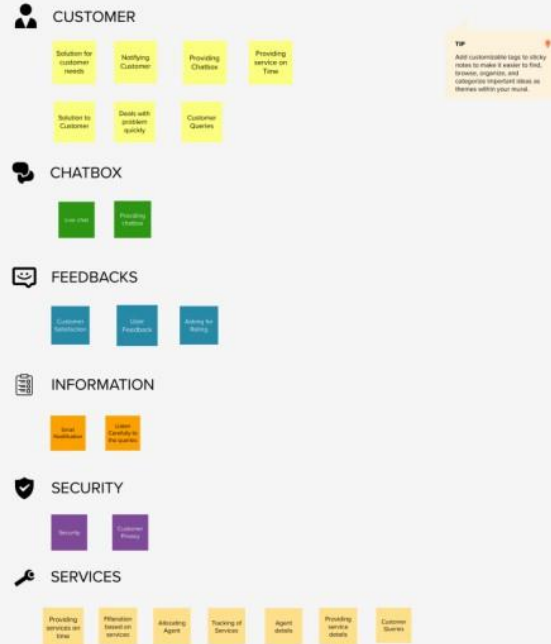 CUSTOMER
Solution for
customer
needs
Notifying
Customer
Providing
Chatbox
Providing
service on
Time
TIP
Add customizable tags to sticky
notes to make it easier to find,
browse, organize, and
categorize important ideas as
themes within your mural.
Solution to
Customer
Deals with
problem
quickly
Customer
Queries
CHATBOX
Live chat
Providing
chatbox
FEEDBACKS
Customer
Satisfaction
User
Feedback
Asking for
Rating
INFORMATION
Email
Notification
Listen
Carefully to
the queries
SECURITY
Security
Customer
Privacy
SERVICES
Providing
services on
time
based on
services
Allocating
Agent
Tracking of
Services
Agent
details
Providing
service
details
Customer
Queries